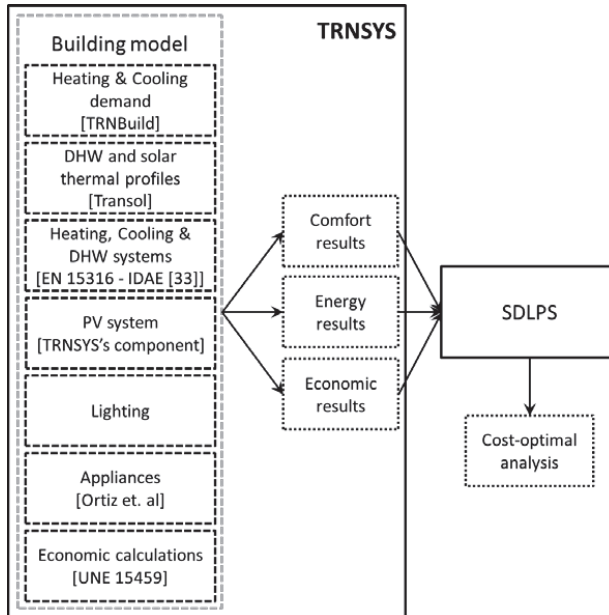 TRNSYS
Building model
Heating & Cooling
demand
[TRNBuild]
DHW and solar
thermal profiles
[Transol]
Heating, Cooling &
DHW systems
[EN 15316 - IDAE [33]]
PV system
[TRNSYS's component]
Lighting
Appliances
[Ortiz et. al]
Economic calculations
[UNE 15459]
Comfort
results
Energy
results
Economic
results
SDLPS
Cost-optimal
analysis